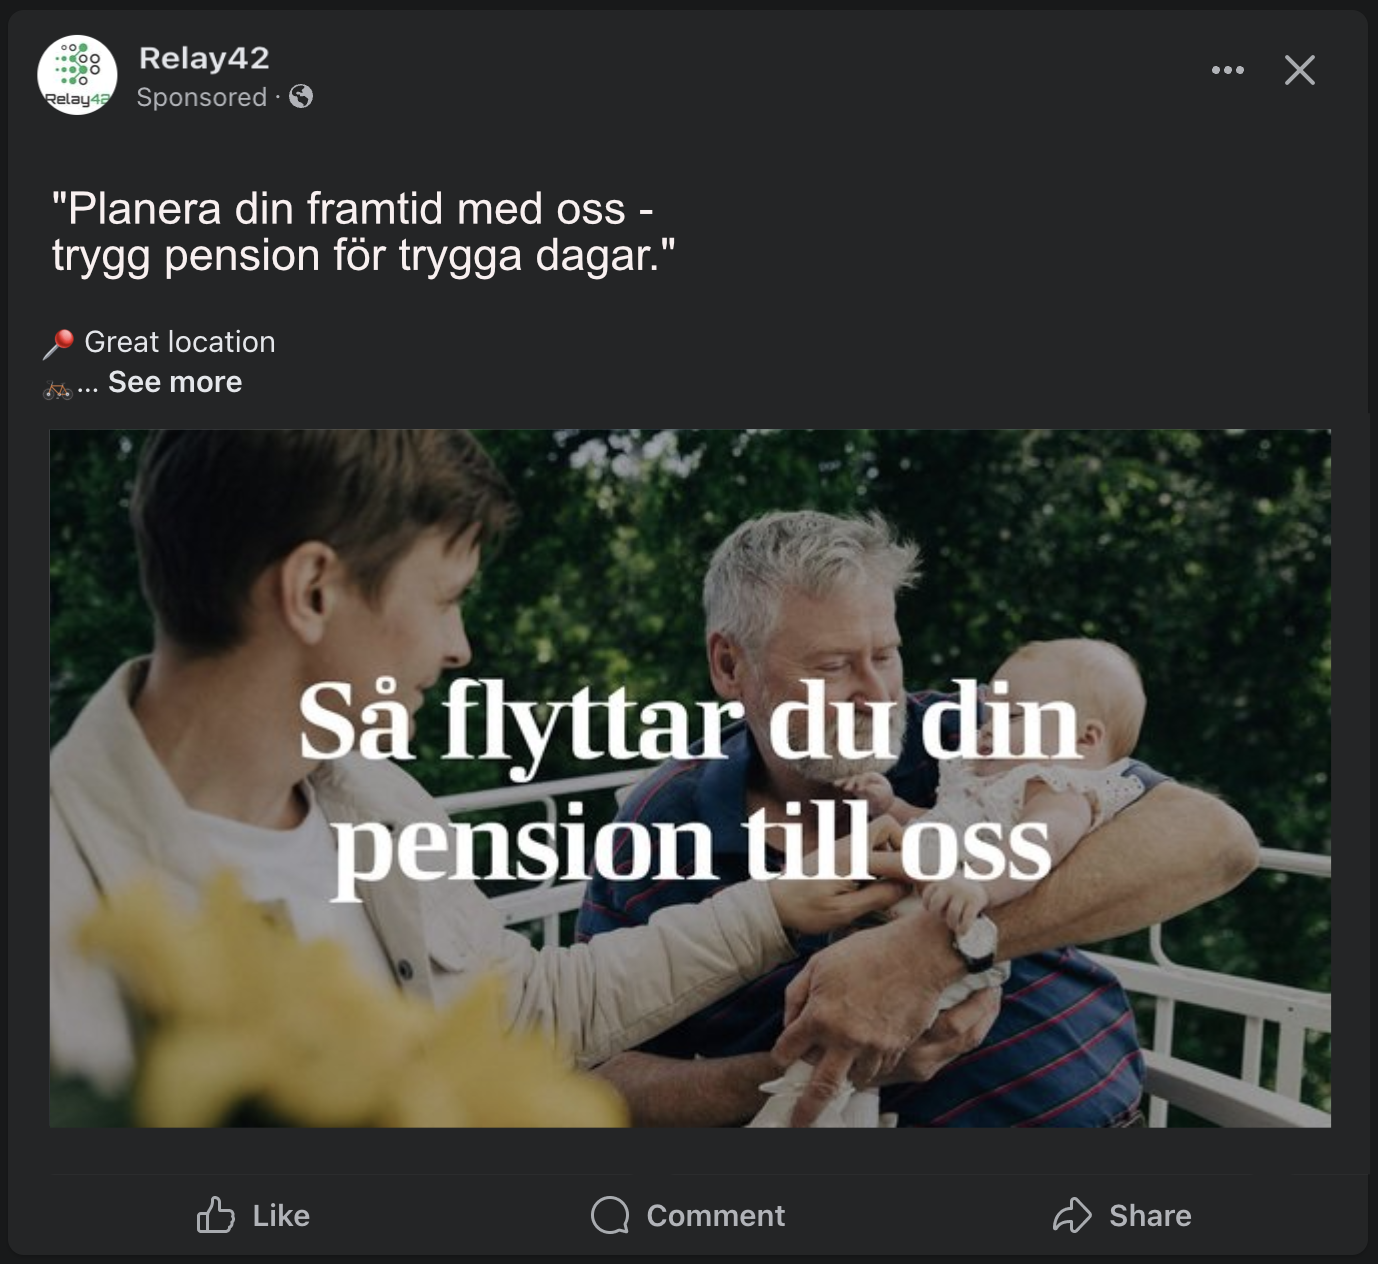 Relay42
Relay42
Sponsored ·
"Planera din framtid med oss -
trygg pension för trygga dagar."
📍 Great location
🚲... See more
Så flyttar du din
pension till oss
Like
Comment
Share